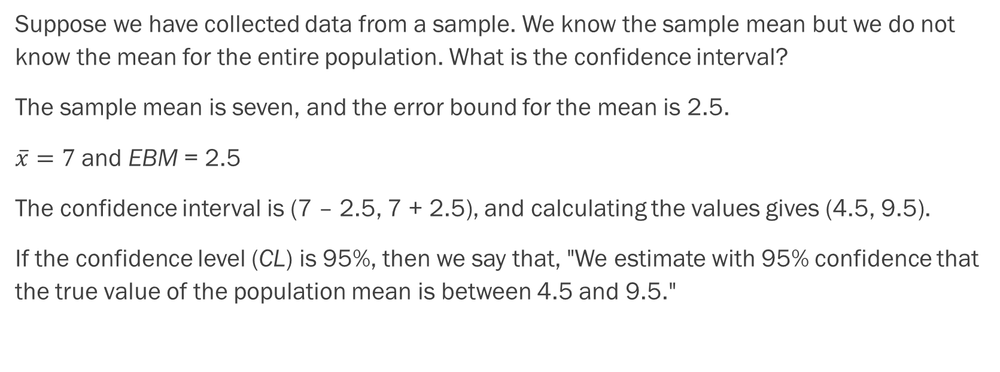 Suppose we have collected data from a sample. We know the sample mean but we do not
know the mean for the entire population. What is the confidence interval?
The sample mean is seven, and the error bound for the mean is 2.5.
x̄ = 7 and EBM = 2.5
The confidence interval is (7 – 2.5, 7 + 2.5), and calculating the values gives (4.5, 9.5).
If the confidence level (CL) is 95%, then we say that, "We estimate with 95% confidence that
the true value of the population mean is between 4.5 and 9.5."